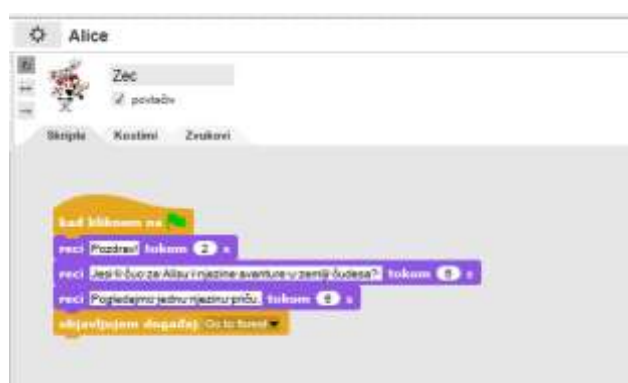 Alice
Zec
povlačiv
Skripte Kostimi Zvukovi
kad kliknem na
reci Pozdrav! tokom 2 s
reci Jesi li čuo za Alisu i njezine avanture u zemlji čudesa? tokom 6 s
reci Pogledajmo jednu njezinu priču. tokom 6 s
objavljujem događaj Go to forest